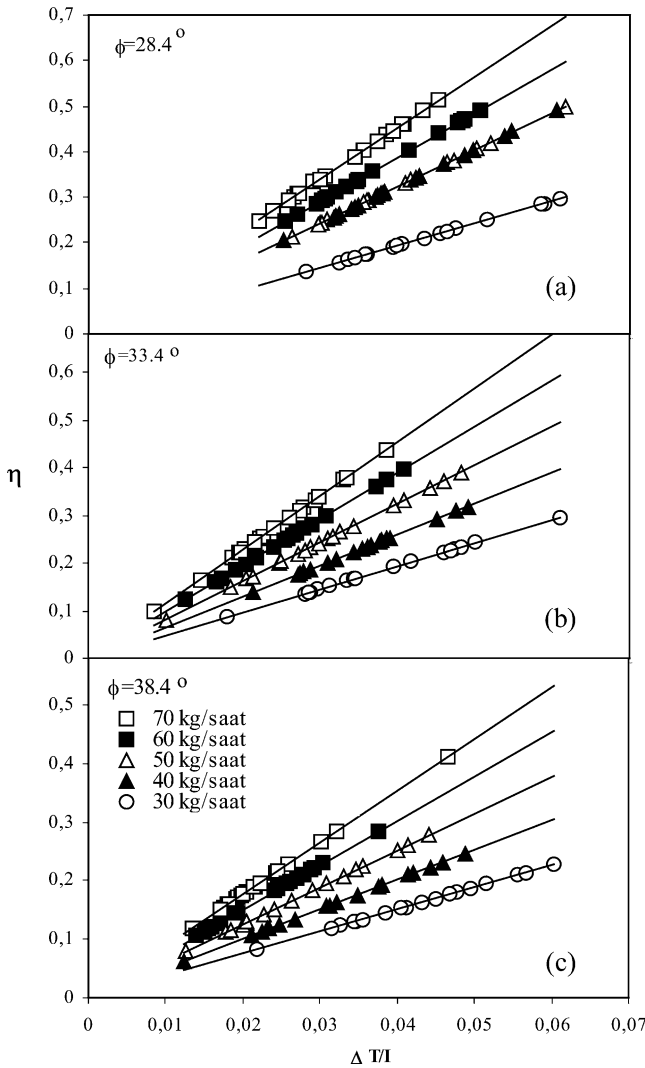 0,7
ϕ=28.4 o
0,6
0,5
0,4
0,3
0,2
0,1
(a)
0
ϕ=33.4 o
0,6
0,5
η
0,4
0,3
0,2
0,1
(b)
0
ϕ=38.4 o
0,5
70 kg/saat
60 kg/saat
0,4
50 kg/saat
40 kg/saat
30 kg/saat
0,3
0,2
0,1
(c)
0
0 0,01 0,02 0,03 0,04 0,05 0,06 0,07
Δ T/I